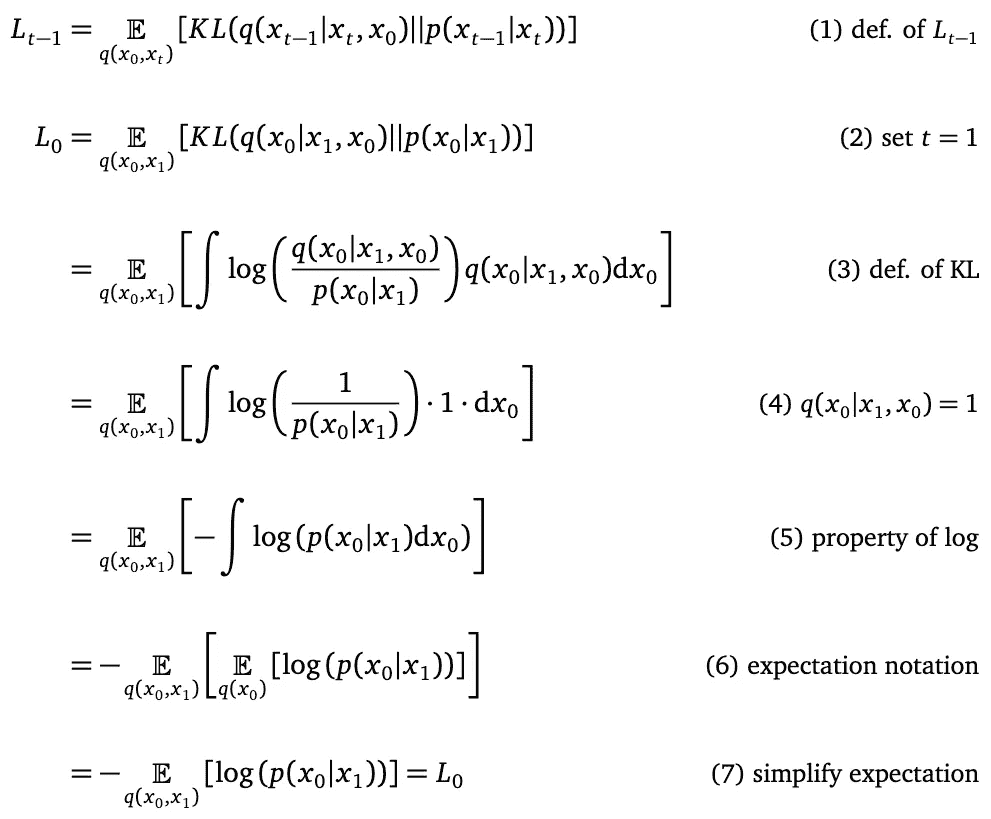 L_{t−1} = 𝔼_{q(x_0,x_t)} [KL(q(x_{t−1}|x_t, x_0)||p(x_{t−1}|x_t))] (1) def. of L_{t−1}
L_0 = 𝔼_{q(x_0,x_1)} [KL(q(x_0|x_1, x_0)||p(x_0|x_1))] (2) set t = 1
= 𝔼_{q(x_0,x_1)} [∫ log (q(x_0|x_1, x_0) / p(x_0|x_1)) q(x_0|x_1, x_0)dx_0] (3) def. of KL
= 𝔼_{q(x_0,x_1)} [∫ log (1 / p(x_0|x_1)) · 1 · dx_0] (4) q(x_0|x_1, x_0) = 1
= 𝔼_{q(x_0,x_1)} [− ∫ log (p(x_0|x_1)dx_0)] (5) property of log
= − 𝔼_{q(x_0,x_1)} [𝔼_{q(x_0)} [log (p(x_0|x_1))]] (6) expectation notation
= − 𝔼_{q(x_0,x_1)} [log (p(x_0|x_1))] = L_0 (7) simplify expectation